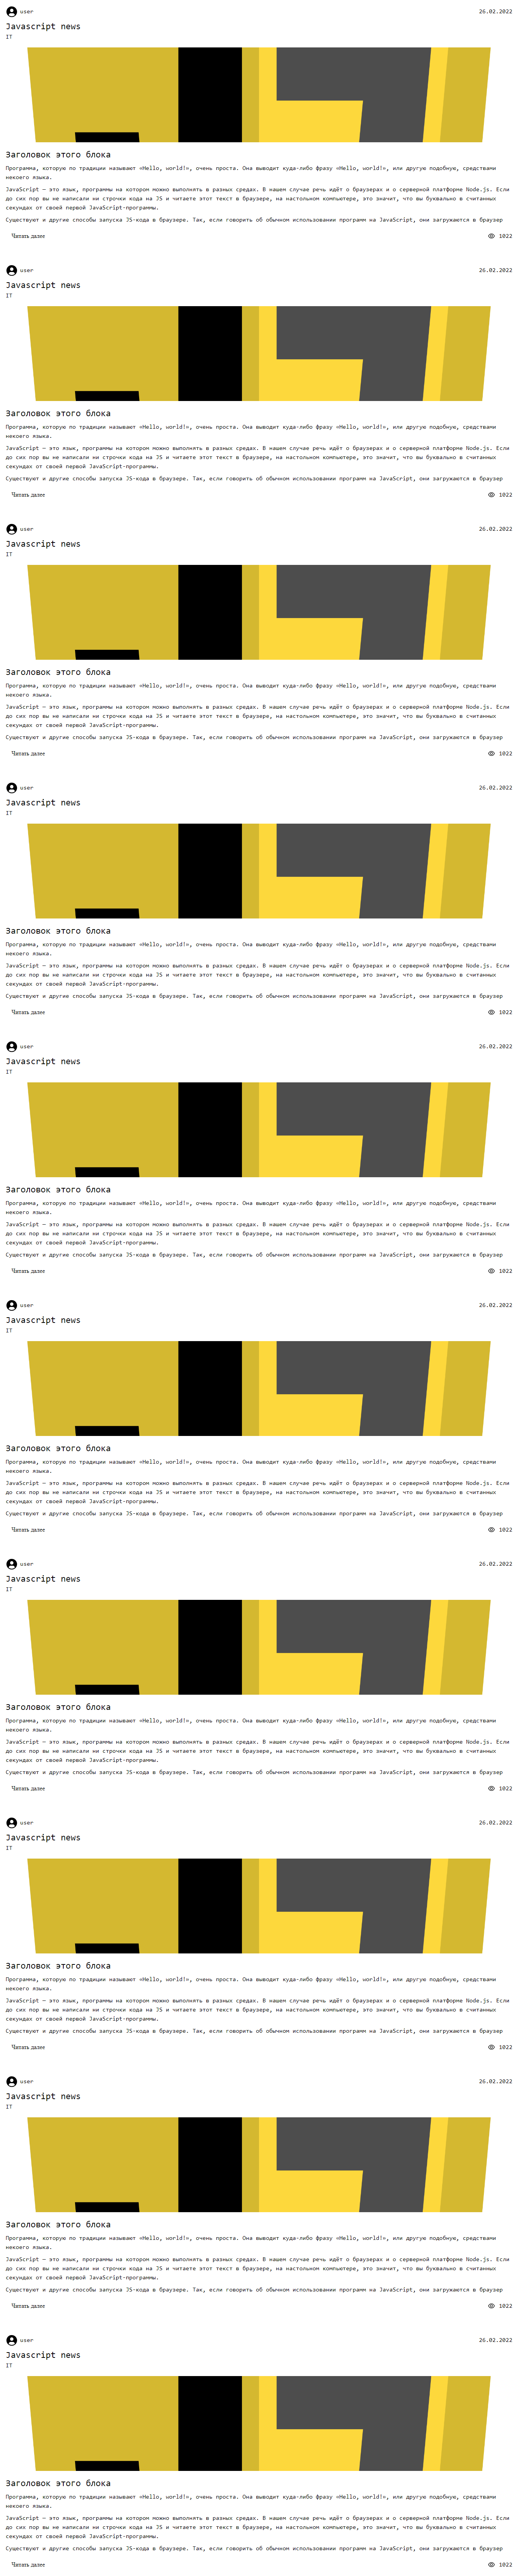 user 26.02.2022
Javascript news
IT
Заголовок этого блока
Программа, которую по традиции называют «Hello, world!», очень проста. Она выводит куда-либо фразу «Hello, world!», или другую подобную, средствами
некоего языка.
JavaScript — это язык, программы на котором можно выполнять в разных средах. В нашем случае речь идёт о браузерах и о серверной платформе Node.js. Если
до сих пор вы не написали ни строчки кода на JS и читаете этот текст в браузере, на настольном компьютере, это значит, что вы буквально в считанных
секундах от своей первой JavaScript-программы.
Существуют и другие способы запуска JS-кода в браузере. Так, если говорить об обычном использовании программ на JavaScript, они загружаются в браузер
Читать далее 1022
user 26.02.2022
Javascript news
IT
Заголовок этого блока
Программа, которую по традиции называют «Hello, world!», очень проста. Она выводит куда-либо фразу «Hello, world!», или другую подобную, средствами
некоего языка.
JavaScript — это язык, программы на котором можно выполнять в разных средах. В нашем случае речь идёт о браузерах и о серверной платформе Node.js. Если
до сих пор вы не написали ни строчки кода на JS и читаете этот текст в браузере, на настольном компьютере, это значит, что вы буквально в считанных
секундах от своей первой JavaScript-программы.
Существуют и другие способы запуска JS-кода в браузере. Так, если говорить об обычном использовании программ на JavaScript, они загружаются в браузер
Читать далее 1022
user 26.02.2022
Javascript news
IT
Заголовок этого блока
Программа, которую по традиции называют «Hello, world!», очень проста. Она выводит куда-либо фразу «Hello, world!», или другую подобную, средствами
некоего языка.
JavaScript — это язык, программы на котором можно выполнять в разных средах. В нашем случае речь идёт о браузерах и о серверной платформе Node.js. Если
до сих пор вы не написали ни строчки кода на JS и читаете этот текст в браузере, на настольном компьютере, это значит, что вы буквально в считанных
секундах от своей первой JavaScript-программы.
Существуют и другие способы запуска JS-кода в браузере. Так, если говорить об обычном использовании программ на JavaScript, они загружаются в браузер
Читать далее 1022
user 26.02.2022
Javascript news
IT
Заголовок этого блока
Программа, которую по традиции называют «Hello, world!», очень проста. Она выводит куда-либо фразу «Hello, world!», или другую подобную, средствами
некоего языка.
JavaScript — это язык, программы на котором можно выполнять в разных средах. В нашем случае речь идёт о браузерах и о серверной платформе Node.js. Если
до сих пор вы не написали ни строчки кода на JS и читаете этот текст в браузере, на настольном компьютере, это значит, что вы буквально в считанных
секундах от своей первой JavaScript-программы.
Существуют и другие способы запуска JS-кода в браузере. Так, если говорить об обычном использовании программ на JavaScript, они загружаются в браузер
Читать далее 1022
user 26.02.2022
Javascript news
IT
Заголовок этого блока
Программа, которую по традиции называют «Hello, world!», очень проста. Она выводит куда-либо фразу «Hello, world!», или другую подобную, средствами
некоего языка.
JavaScript — это язык, программы на котором можно выполнять в разных средах. В нашем случае речь идёт о браузерах и о серверной платформе Node.js. Если
до сих пор вы не написали ни строчки кода на JS и читаете этот текст в браузере, на настольном компьютере, это значит, что вы буквально в считанных
секундах от своей первой JavaScript-программы.
Существуют и другие способы запуска JS-кода в браузере. Так, если говорить об обычном использовании программ на JavaScript, они загружаются в браузер
Читать далее 1022
user 26.02.2022
Javascript news
IT
Заголовок этого блока
Программа, которую по традиции называют «Hello, world!», очень проста. Она выводит куда-либо фразу «Hello, world!», или другую подобную, средствами
некоего языка.
JavaScript — это язык, программы на котором можно выполнять в разных средах. В нашем случае речь идёт о браузерах и о серверной платформе Node.js. Если
до сих пор вы не написали ни строчки кода на JS и читаете этот текст в браузере, на настольном компьютере, это значит, что вы буквально в считанных
секундах от своей первой JavaScript-программы.
Существуют и другие способы запуска JS-кода в браузере. Так, если говорить об обычном использовании программ на JavaScript, они загружаются в браузер
Читать далее 1022
user 26.02.2022
Javascript news
IT
Заголовок этого блока
Программа, которую по традиции называют «Hello, world!», очень проста. Она выводит куда-либо фразу «Hello, world!», или другую подобную, средствами
некоего языка.
JavaScript — это язык, программы на котором можно выполнять в разных средах. В нашем случае речь идёт о браузерах и о серверной платформе Node.js. Если
до сих пор вы не написали ни строчки кода на JS и читаете этот текст в браузере, на настольном компьютере, это значит, что вы буквально в считанных
секундах от своей первой JavaScript-программы.
Существуют и другие способы запуска JS-кода в браузере. Так, если говорить об обычном использовании программ на JavaScript, они загружаются в браузер
Читать далее 1022
user 26.02.2022
Javascript news
IT
Заголовок этого блока
Программа, которую по традиции называют «Hello, world!», очень проста. Она выводит куда-либо фразу «Hello, world!», или другую подобную, средствами
некоего языка.
JavaScript — это язык, программы на котором можно выполнять в разных средах. В нашем случае речь идёт о браузерах и о серверной платформе Node.js. Если
до сих пор вы не написали ни строчки кода на JS и читаете этот текст в браузере, на настольном компьютере, это значит, что вы буквально в считанных
секундах от своей первой JavaScript-программы.
Существуют и другие способы запуска JS-кода в браузере. Так, если говорить об обычном использовании программ на JavaScript, они загружаются в браузер
Читать далее 1022
user 26.02.2022
Javascript news
IT
Заголовок этого блока
Программа, которую по традиции называют «Hello, world!», очень проста. Она выводит куда-либо фразу «Hello, world!», или другую подобную, средствами
некоего языка.
JavaScript — это язык, программы на котором можно выполнять в разных средах. В нашем случае речь идёт о браузерах и о серверной платформе Node.js. Если
до сих пор вы не написали ни строчки кода на JS и читаете этот текст в браузере, на настольном компьютере, это значит, что вы буквально в считанных
секундах от своей первой JavaScript-программы.
Существуют и другие способы запуска JS-кода в браузере. Так, если говорить об обычном использовании программ на JavaScript, они загружаются в браузер
Читать далее 1022
user 26.02.2022
Javascript news
IT
Заголовок этого блока
Программа, которую по традиции называют «Hello, world!», очень проста. Она выводит куда-либо фразу «Hello, world!», или другую подобную, средствами
некоего языка.
JavaScript — это язык, программы на котором можно выполнять в разных средах. В нашем случае речь идёт о браузерах и о серверной платформе Node.js. Если
до сих пор вы не написали ни строчки кода на JS и читаете этот текст в браузере, на настольном компьютере, это значит, что вы буквально в считанных
секундах от своей первой JavaScript-программы.
Существуют и другие способы запуска JS-кода в браузере. Так, если говорить об обычном использовании программ на JavaScript, они загружаются в браузер
Читать далее 1022